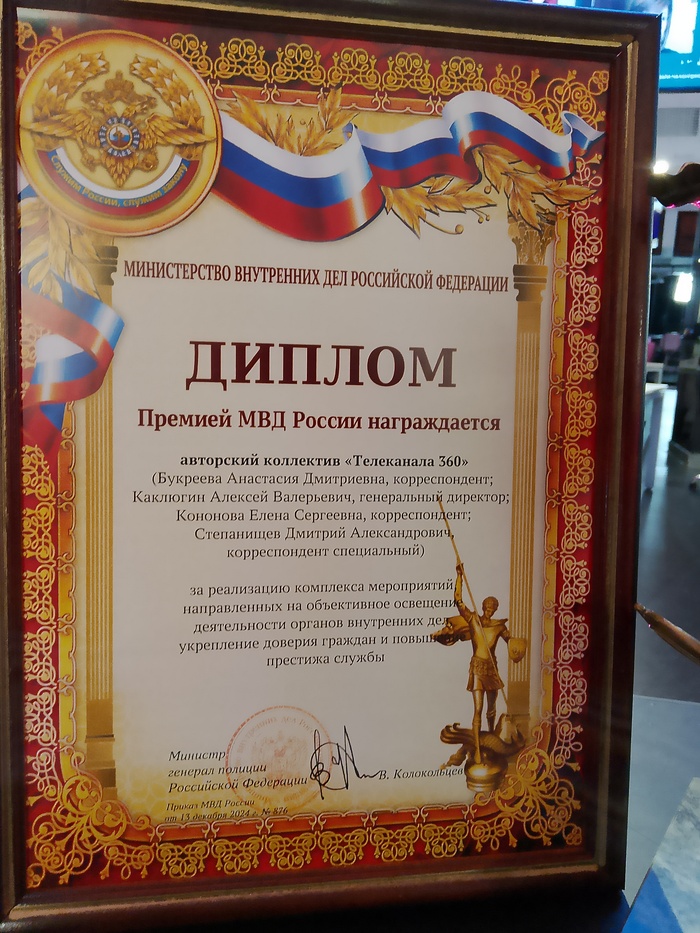 Служим России, служим закону
МИНИСТЕРСТВО ВНУТРЕННИХ ДЕЛ РОССИЙСКОЙ ФЕДЕРАЦИИ
ДИПЛОМ
Премией МВД России награждается
авторский коллектив «Телеканала 360»
(Букреева Анастасия Дмитриевна, корреспондент;
Каклюгин Алексей Валерьевич, генеральный директор;
Кононова Елена Сергеевна, корреспондент;
Степанищев Дмитрий Александрович,
корреспондент специальный)
за реализацию комплекса мероприятий,
направленных на объективное освещение
деятельности органов внутренних дел,
укрепление доверия граждан и
престижа службы
Министр
генерал полиции
Российской Федерации
В. Колокольцев
Приказ МВД России
от 13 декабря 2024 г. № 876